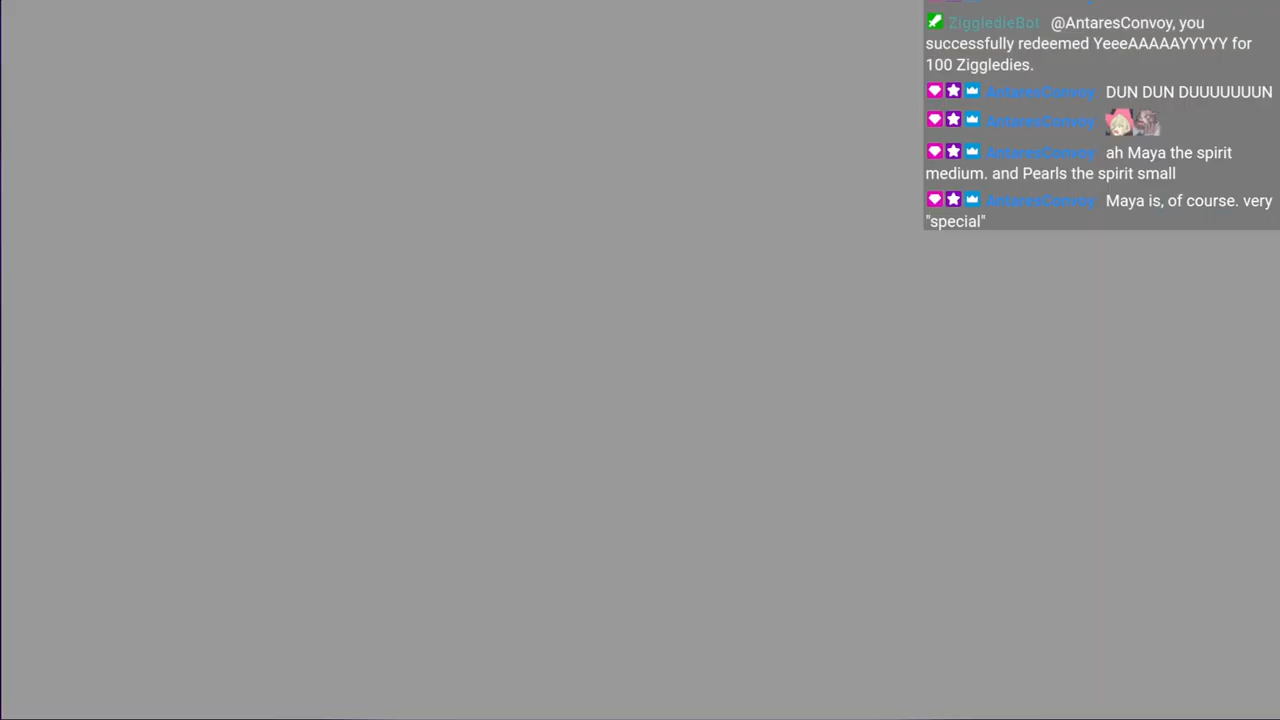 ZiggledieBot @AntaresConvoy, you
successfully redeemed YeeeAAAAAYYYYY for
100 Ziggledies.
AntaresConvoy DUN DUN DUUUUUUUN
AntaresConvoy
AntaresConvoy ah Maya the spirit
medium. and Pearls the spirit small
AntaresConvoy Maya is, of course. very
"special"